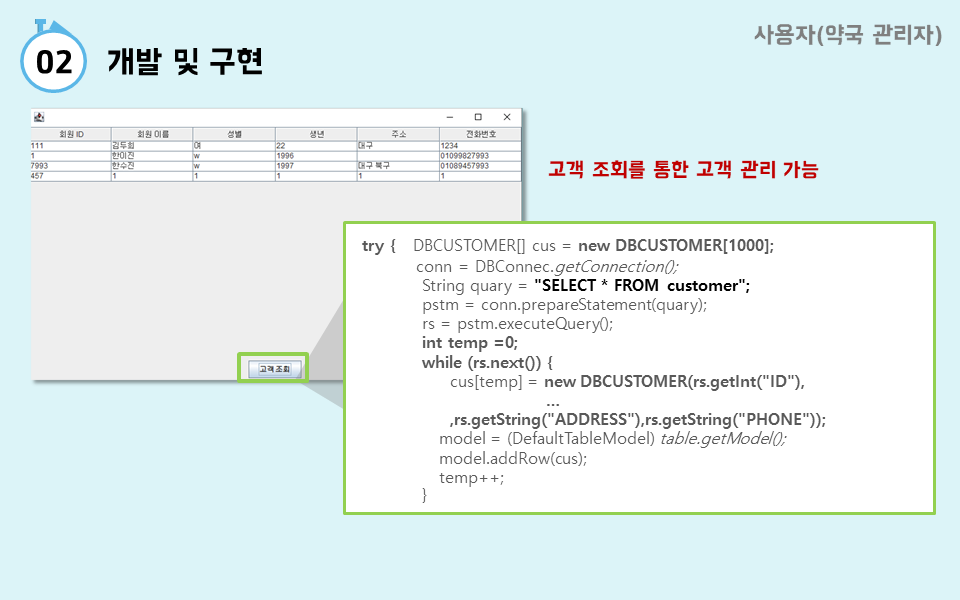 02
개발 및 구현
사용자(약국 관리자)
회원 ID 회원 이름 성별 생년 주소 전화번호
111 김두희 여 22 대구 1234
1 한이진 w 1996 01099827993
7993 한수진 w 1997 대구 북구 01089457993
457 1 1 1 1 1
고객 조회를 통한 고객 관리 가능
고객 조회
try { DBCUSTOMER[] cus = new DBCUSTOMER[1000];
conn = DBConnec.getConnection();
String quary = "SELECT * FROM customer";
pstm = conn.prepareStatement(quary);
rs = pstm.executeQuery();
int temp =0;
while (rs.next()) {
cus[temp] = new DBCUSTOMER(rs.getInt("ID"),
...
,rs.getString("ADDRESS"),rs.getString("PHONE"));
model = (DefaultTableModel) table.getModel();
model.addRow(cus);
temp++;
}